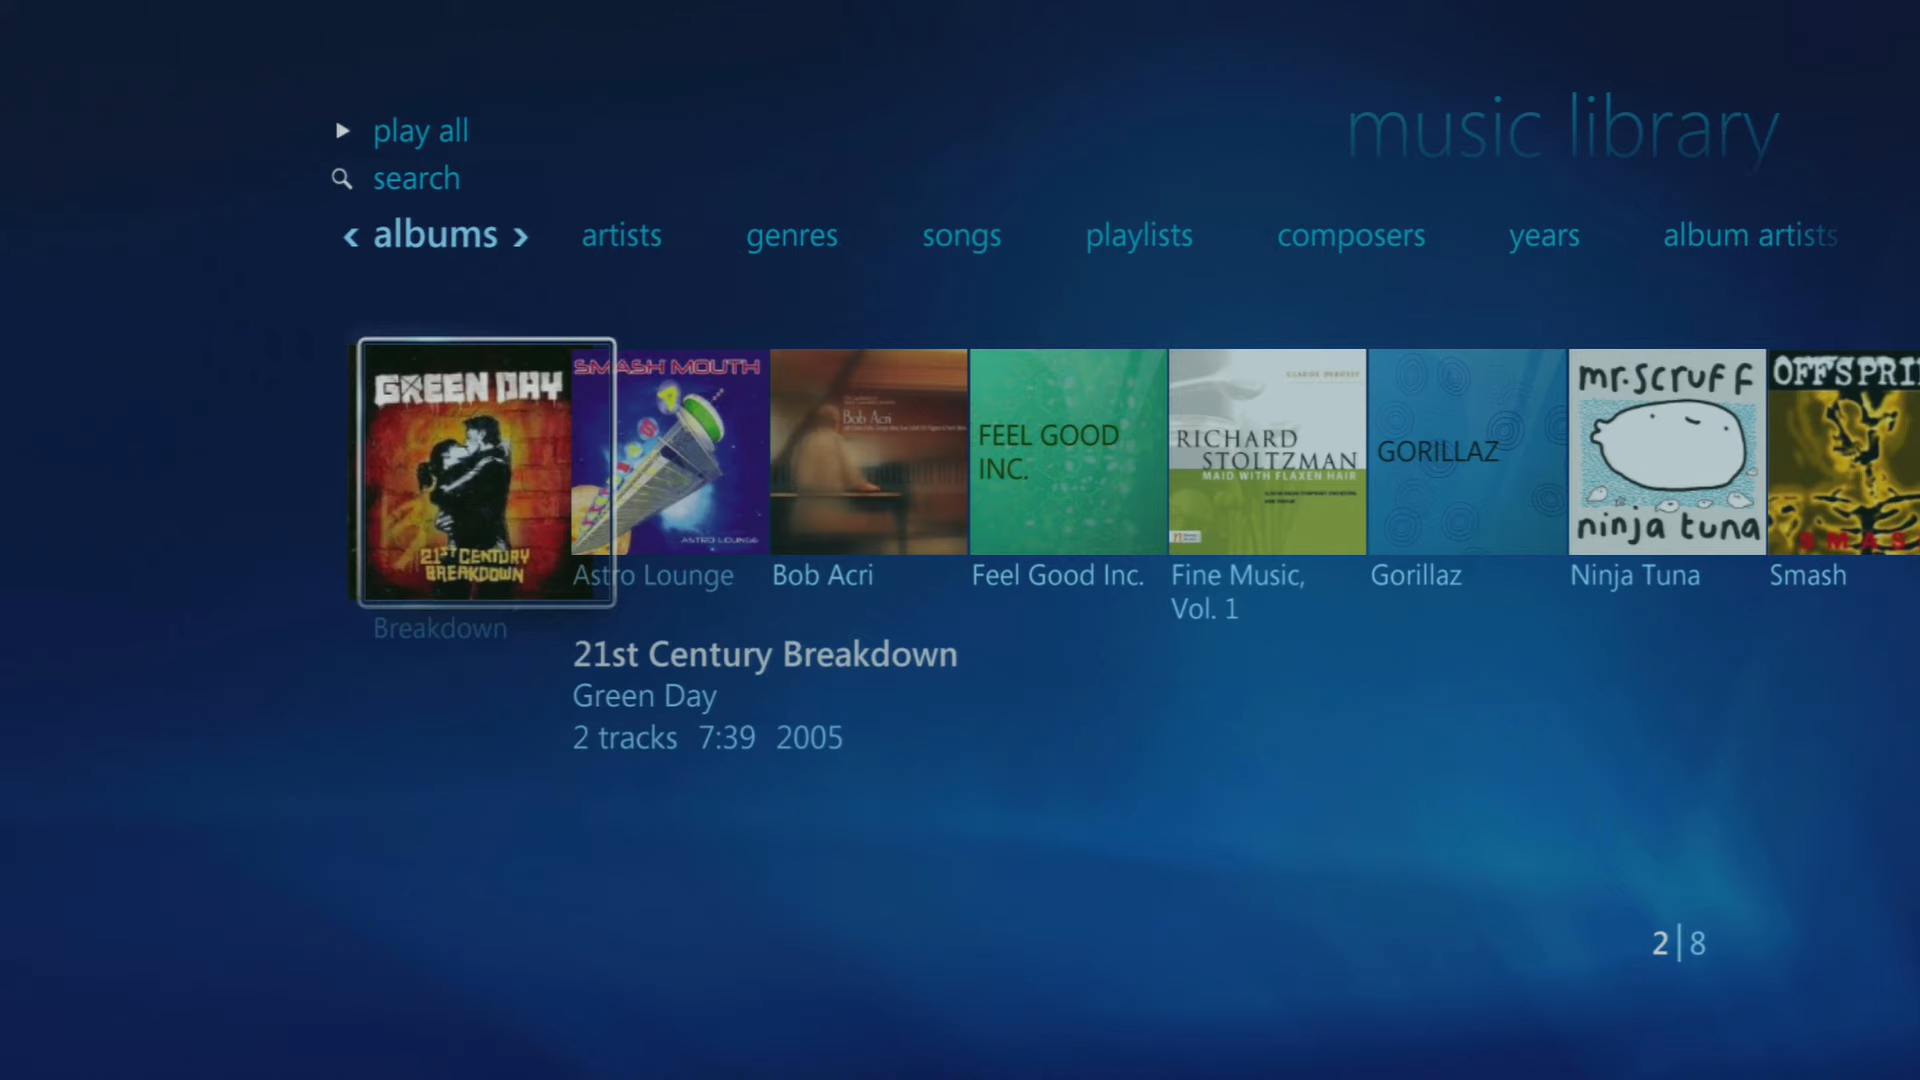 play all
search
music library
albums
artists
genres
songs
playlists
composers
years
album artists
GREEN DAY
21ST CENTURY
BREAKDOWN
SMASH MOUTH
ASTRO LOUNGE
Bob Acri
FEEL GOOD
INC.
CLAUDE DEBUSSY
RICHARD
STOLTZMAN
MAID WITH FLAXEN HAIR
GORILLAZ
mr.scruff
ninja tuna
OFFSPRI
SMAS
Breakdown
Astro Lounge
Bob Acri
Feel Good Inc.
Fine Music,
Vol. 1
Gorillaz
Ninja Tuna
Smash
21st Century Breakdown
Green Day
2 tracks 7:39 2005
2|8